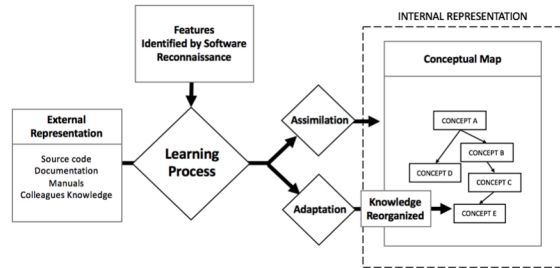 INTERNAL REPRESENTATION
Features
Identified by Software
Reconnaissance
Conceptual Map
External
Representation
Source code
Documentation
Manuals
Colleagues Knowledge
Learning
Process
Assimilation
Adaptation
Knowledge
Reorganized
CONCEPT A
CONCEPT B
CONCEPT D
CONCEPT C
CONCEPT E